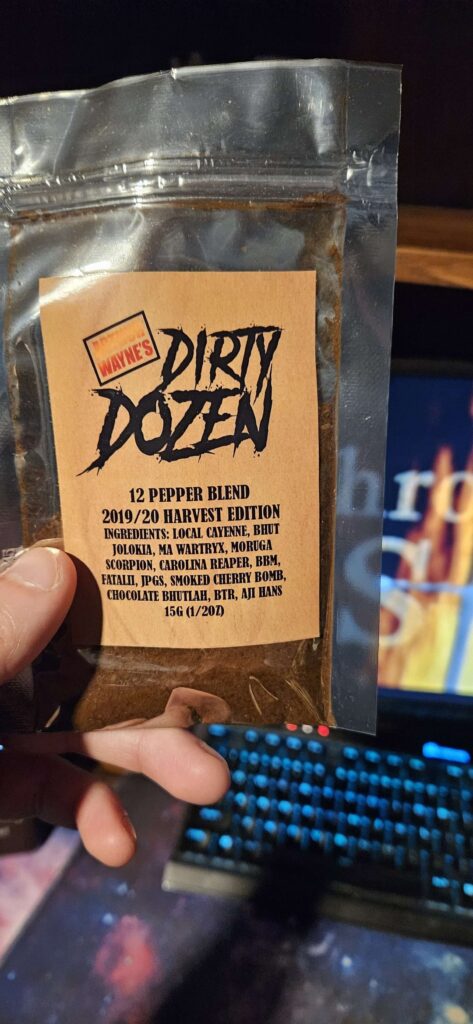 WAYNE'S
DIRTY
DOZEN
12 PEPPER BLEND
2019/20 HARVEST EDITION
INGREDIENTS: LOCAL CAYENNE, BHUT
JOLOKIA, MA WARTRYX, MORUGA
SCORPION, CAROLINA REAPER, BBM,
FATALII, JPGS, SMOKED CHERRY BOMB,
CHOCOLATE BHUTLAH, BTR, AJI HANS
15G (1/2OZ)
hro
S